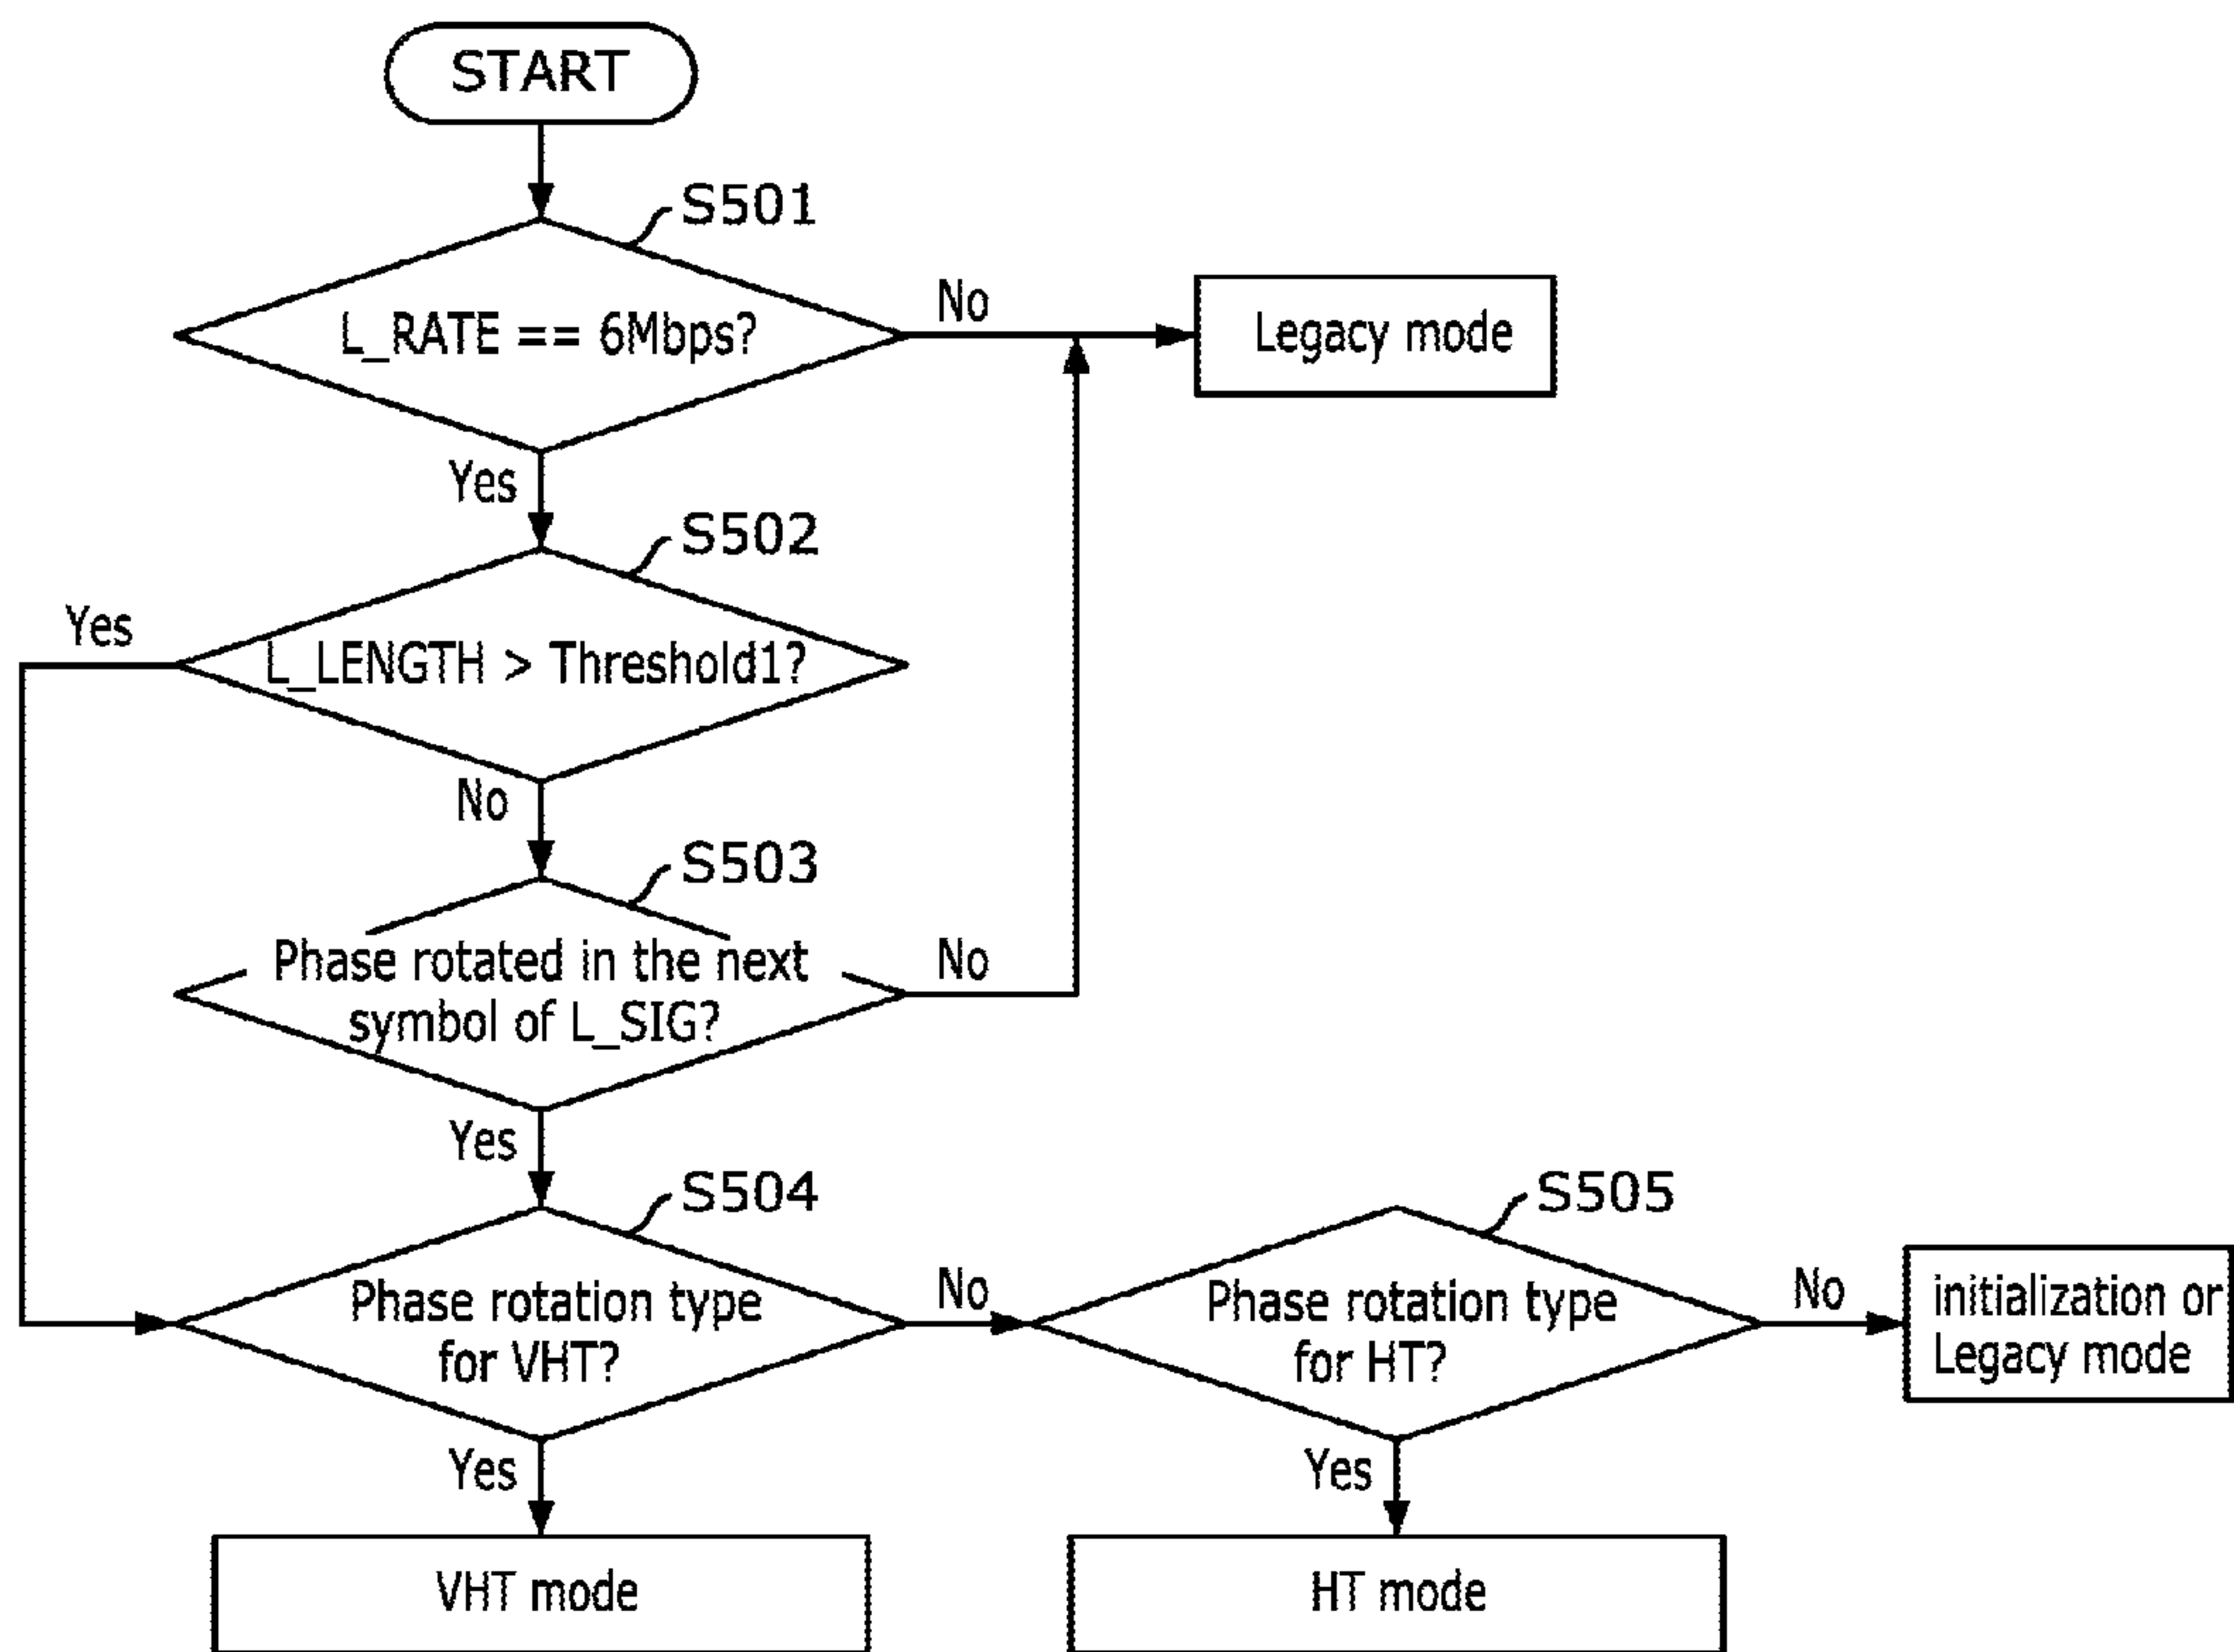 START
S501
L_RATE == 6Mbps?
No
Legacy mode
Yes
S502
Yes
L_LENGTH > Threshold1?
No
S503
Phase rotated in the next
symbol of L_SIG?
No
Yes
S504
S505
Phase rotation type
for VHT?
No
Phase rotation type
for HT?
No
initialization or
Legacy mode
Yes
Yes
VHT mode
HT mode